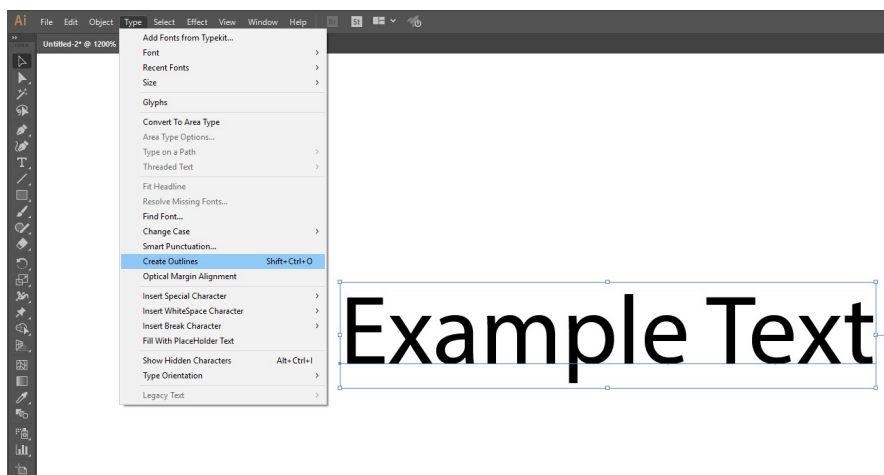 Ai File Edit Object Type Select Effect View Window Help Br St
Untitled-2* @ 1200%
Add Fonts from Typekit...
Font
Recent Fonts
Size
Glyphs
Convert To Area Type
Area Type Options...
Type on a Path
Threaded Text
Fit Headline
Resolve Missing Fonts...
Find Font...
Change Case
Smart Punctuation...
Create Outlines Shift+Ctrl+O
Optical Margin Alignment
Insert Special Character
Insert WhiteSpace Character
Insert Break Character
Fill With PlaceHolder Text
Show Hidden Characters Alt+Ctrl+I
Type Orientation
Legacy Text
Example Text